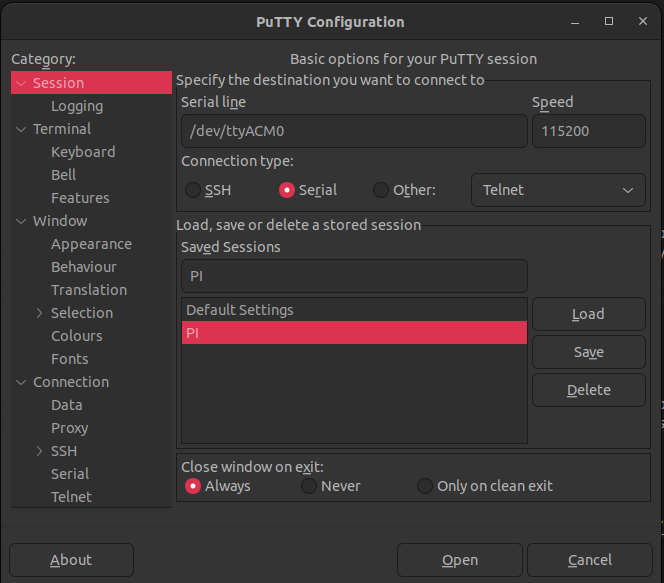 PuTTY Configuration
Category:
Session
Logging
Terminal
Keyboard
Bell
Features
Window
Appearance
Behaviour
Translation
Selection
Colours
Fonts
Connection
Data
Proxy
SSH
Serial
Telnet
Basic options for your PuTTY session
Specify the destination you want to connect to
Serial line Speed
/dev/ttyACM0 115200
Connection type:
SSH Serial Other: Telnet
Load, save or delete a stored session
Saved Sessions
PI
Default Settings
PI
Load
Save
Delete
Close window on exit:
Always Never Only on clean exit
About Open Cancel